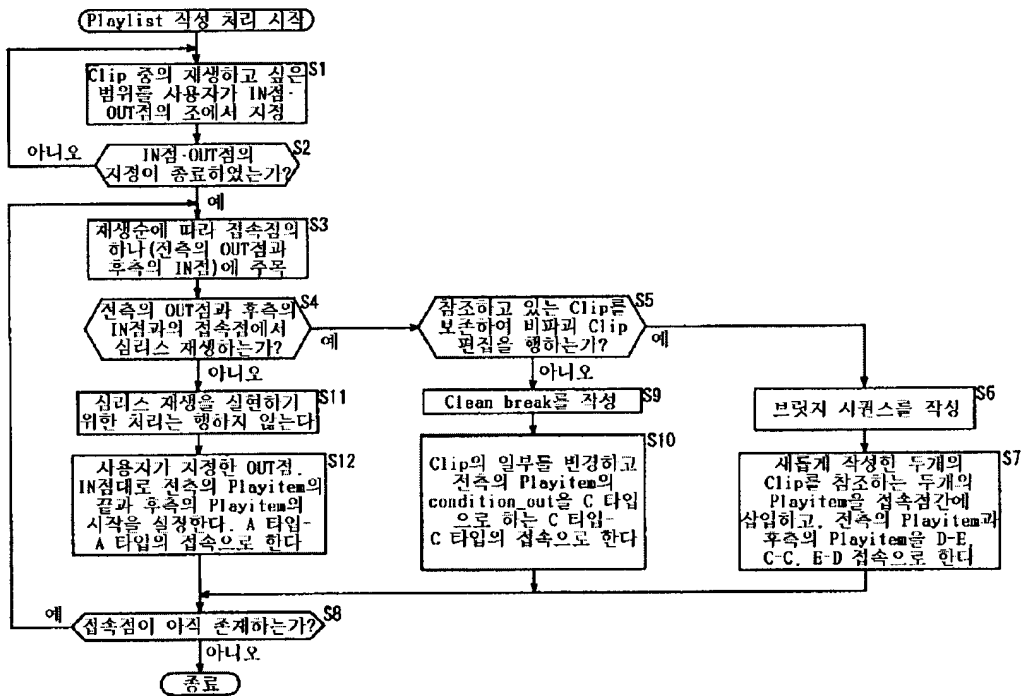 Playlist 작성 처리 시작
S1
Clip 중의 재생하고 싶은
범위를 사용자가 IN점·
OUT점의 조에서 지정
S2
아니오
IN점·OUT점의
지정이 종료하였는가?
예
S3
재생순에 따라 접속점의
하나(전측의 OUT점과
후측의 IN점)에 주목
S4
전측의 OUT점과 후측의
IN점과의 접속점에서
심리스 재생하는가?
예
아니오
S5
참조하고 있는 Clip를
보존하여 비파괴 Clip
편집을 행하는가?
예
아니오
S11
심리스 재생을 실현하기
위한 처리는 행하지 않는다
S9
Clean break를 작성
S6
브릿지 시퀀스를 작성
S12
사용자가 지정한 OUT점,
IN점대로 전측의 Playitem의
끝과 후측의 Playitem의
시작을 설정한다. A 타입-
A 타입의 접속으로 한다
S10
Clip의 일부를 변경하고
전측의 Playitem의
condition_out을 C 타입
으로 하는 C 타입-
C 타입의 접속으로 한다
S7
새롭게 작성한 두개의
Clip를 참조하는 두개의
Playitem을 접속점간에
삽입하고, 전측의 Playitem과
후측의 Playitem을 D-E,
C-C, E-D 접속으로 한다
예
S8
접속점이 아직 존재하는가?
아니오
종료